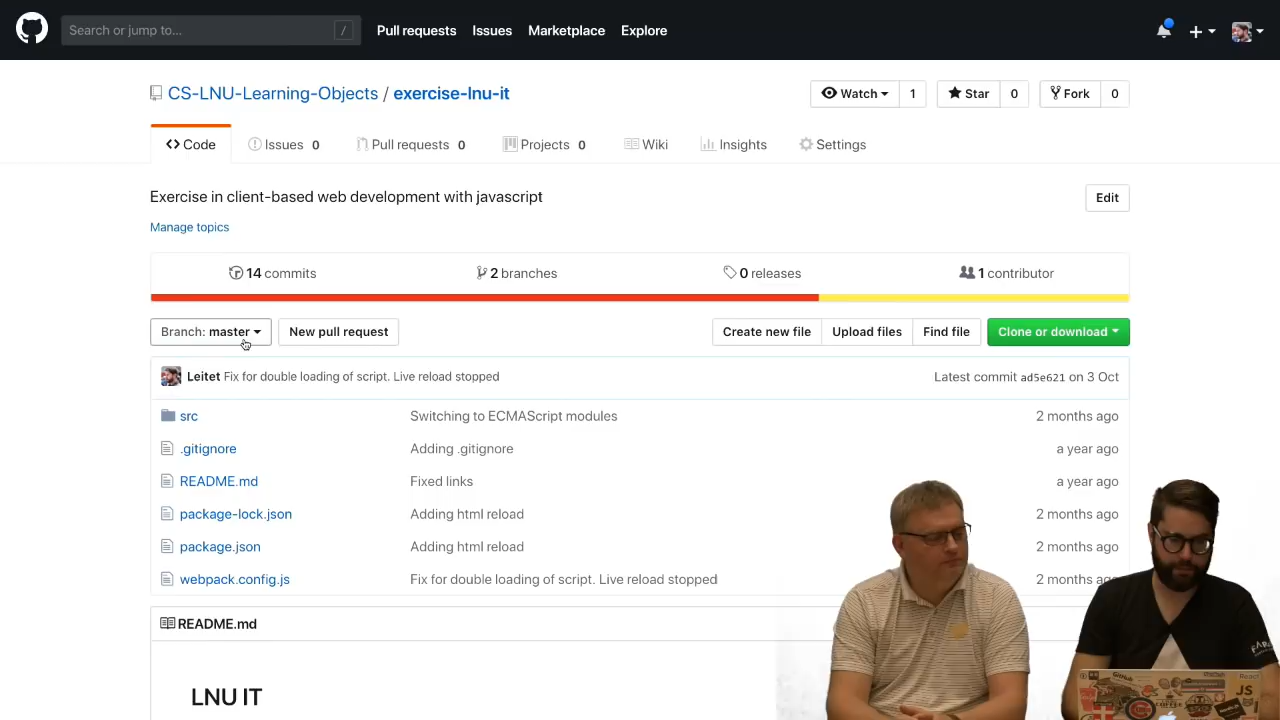 Search or jump to... /
Pull requests Issues Marketplace Explore
CS-LNU-Learning-Objects / exercise-lnu-it
Watch 1 Star 0 Fork 0
Code Issues 0 Pull requests 0 Projects 0 Wiki Insights Settings
Exercise in client-based web development with javascript
Edit
Manage topics
14 commits 2 branches 0 releases 1 contributor
Branch: master New pull request Create new file Upload files Find file Clone or download
Leitet Fix for double loading of script. Live reload stopped Latest commit ad5e621 on 3 Oct
src Switching to ECMAScript modules 2 months ago
.gitignore Adding .gitignore a year ago
README.md Fixed links a year ago
package-lock.json Adding html reload 2 months ago
package.json Adding html reload 2 months ago
webpack.config.js Fix for double loading of script. Live reload stopped 2 months ago
README.md
LNU IT
GitHub
React
JS